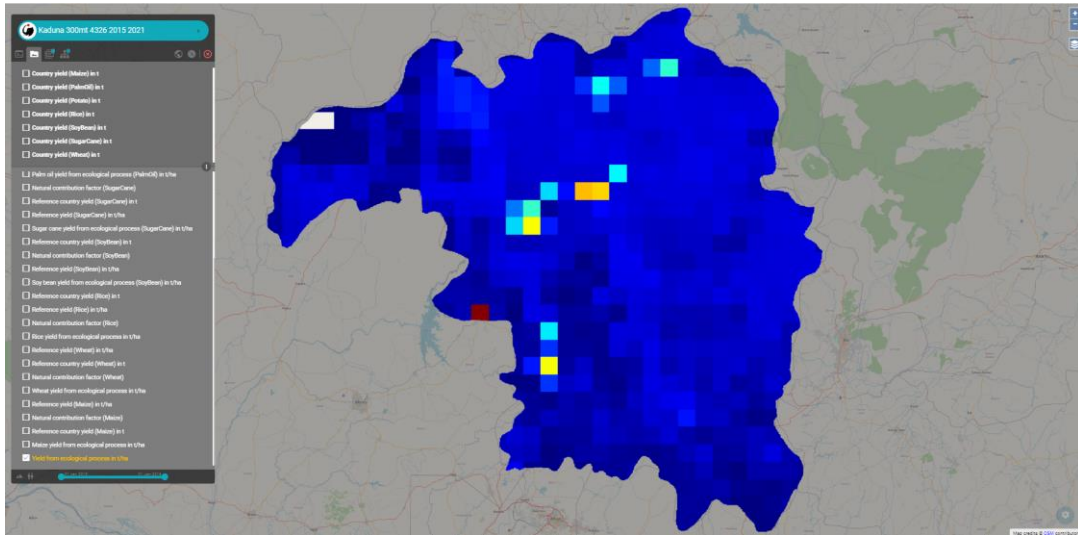 Kaduna 300mt 4326 2015 2021
Country yield (Maize) in t
Country yield (PalmOil) in t
Country yield (Potato) in t
Country yield (Rice) in t
Country yield (SoyBean) in t
Country yield (SugarCane) in t
Country yield (Wheat) in t
Palm oil yield from ecological process (PalmOil) in t/ha
Natural contribution factor (SugarCane)
Reference country yield (SugarCane) in t
Reference yield (SugarCane) in t/ha
Sugar cane yield from ecological process (SugarCane) in t/ha
Reference country yield (SoyBean) in t
Natural contribution factor (SoyBean)
Reference yield (SoyBean) in t/ha
Soy bean yield from ecological process (SoyBean) in t/ha
Reference country yield (Rice) in t
Reference yield (Rice) in t/ha
Natural contribution factor (Rice)
Rice yield from ecological process in t/ha
Reference yield (Wheat) in t/ha
Reference country yield (Wheat) in t
Natural contribution factor (Wheat)
Wheat yield from ecological process in t/ha
Reference yield (Maize) in t/ha
Natural contribution factor (Maize)
Reference country yield (Maize) in t
Maize yield from ecological process in t/ha
Yield from ecological process in t/ha
Map credits © OSM contributors